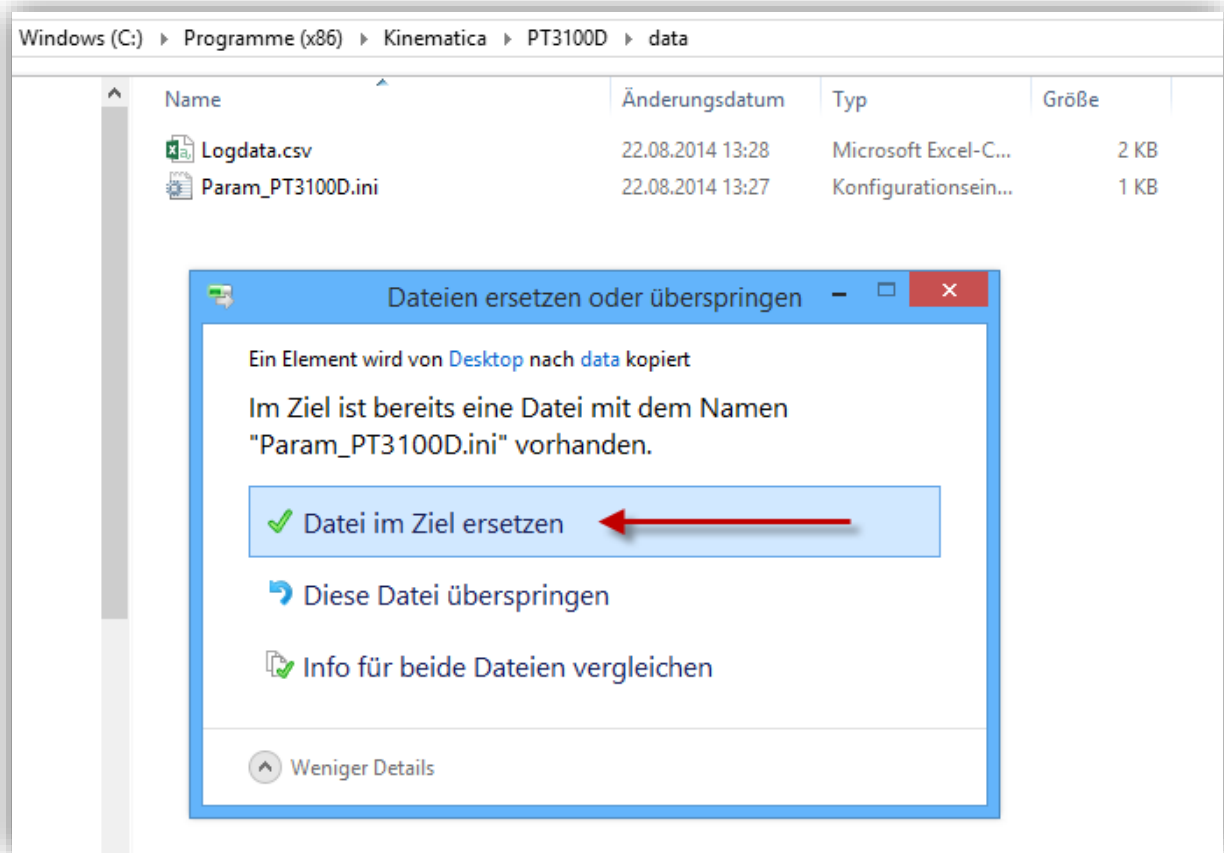 Windows (C:) ▸ Programme (x86) ▸ Kinematica ▸ PT3100D ▸ data
Name Änderungsdatum Typ Größe
Logdata.csv 22.08.2014 13:28 Microsoft Excel-C... 2 KB
Param_PT3100D.ini 22.08.2014 13:27 Konfigurationsein... 1 KB
Dateien ersetzen oder überspringen
Ein Element wird von Desktop nach data kopiert
Im Ziel ist bereits eine Datei mit dem Namen
"Param_PT3100D.ini" vorhanden.
Datei im Ziel ersetzen
Diese Datei überspringen
Info für beide Dateien vergleichen
Weniger Details